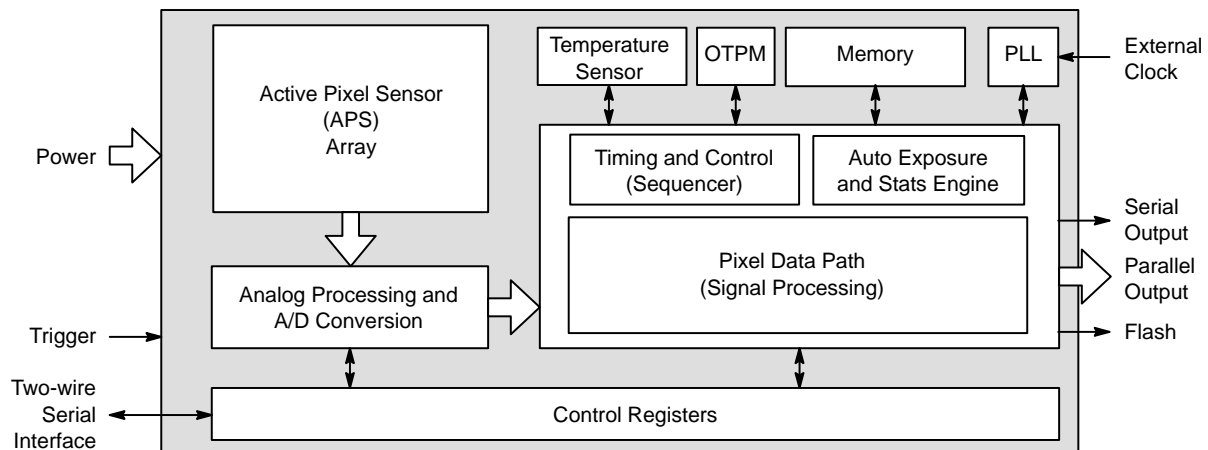 Temperature
Sensor
OTPM
Memory
PLL
External
Clock
Active Pixel Sensor
(APS)
Array
Power
Timing and Control
(Sequencer)
Auto Exposure
and Stats Engine
Serial
Output
Pixel Data Path
(Signal Processing)
Parallel
Output
Analog Processing and
A/D Conversion
Trigger
Flash
Two-wire
Serial
Interface
Control Registers